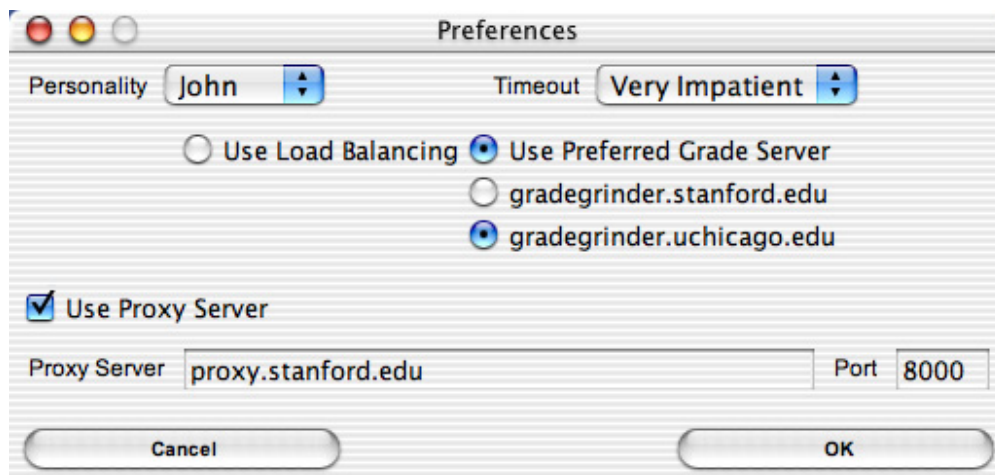 Preferences
Personality John Timeout Very Impatient
Use Load Balancing Use Preferred Grade Server
gradegrinder.stanford.edu
gradegrinder.uchicago.edu
Use Proxy Server
Proxy Server proxy.stanford.edu Port 8000
Cancel OK